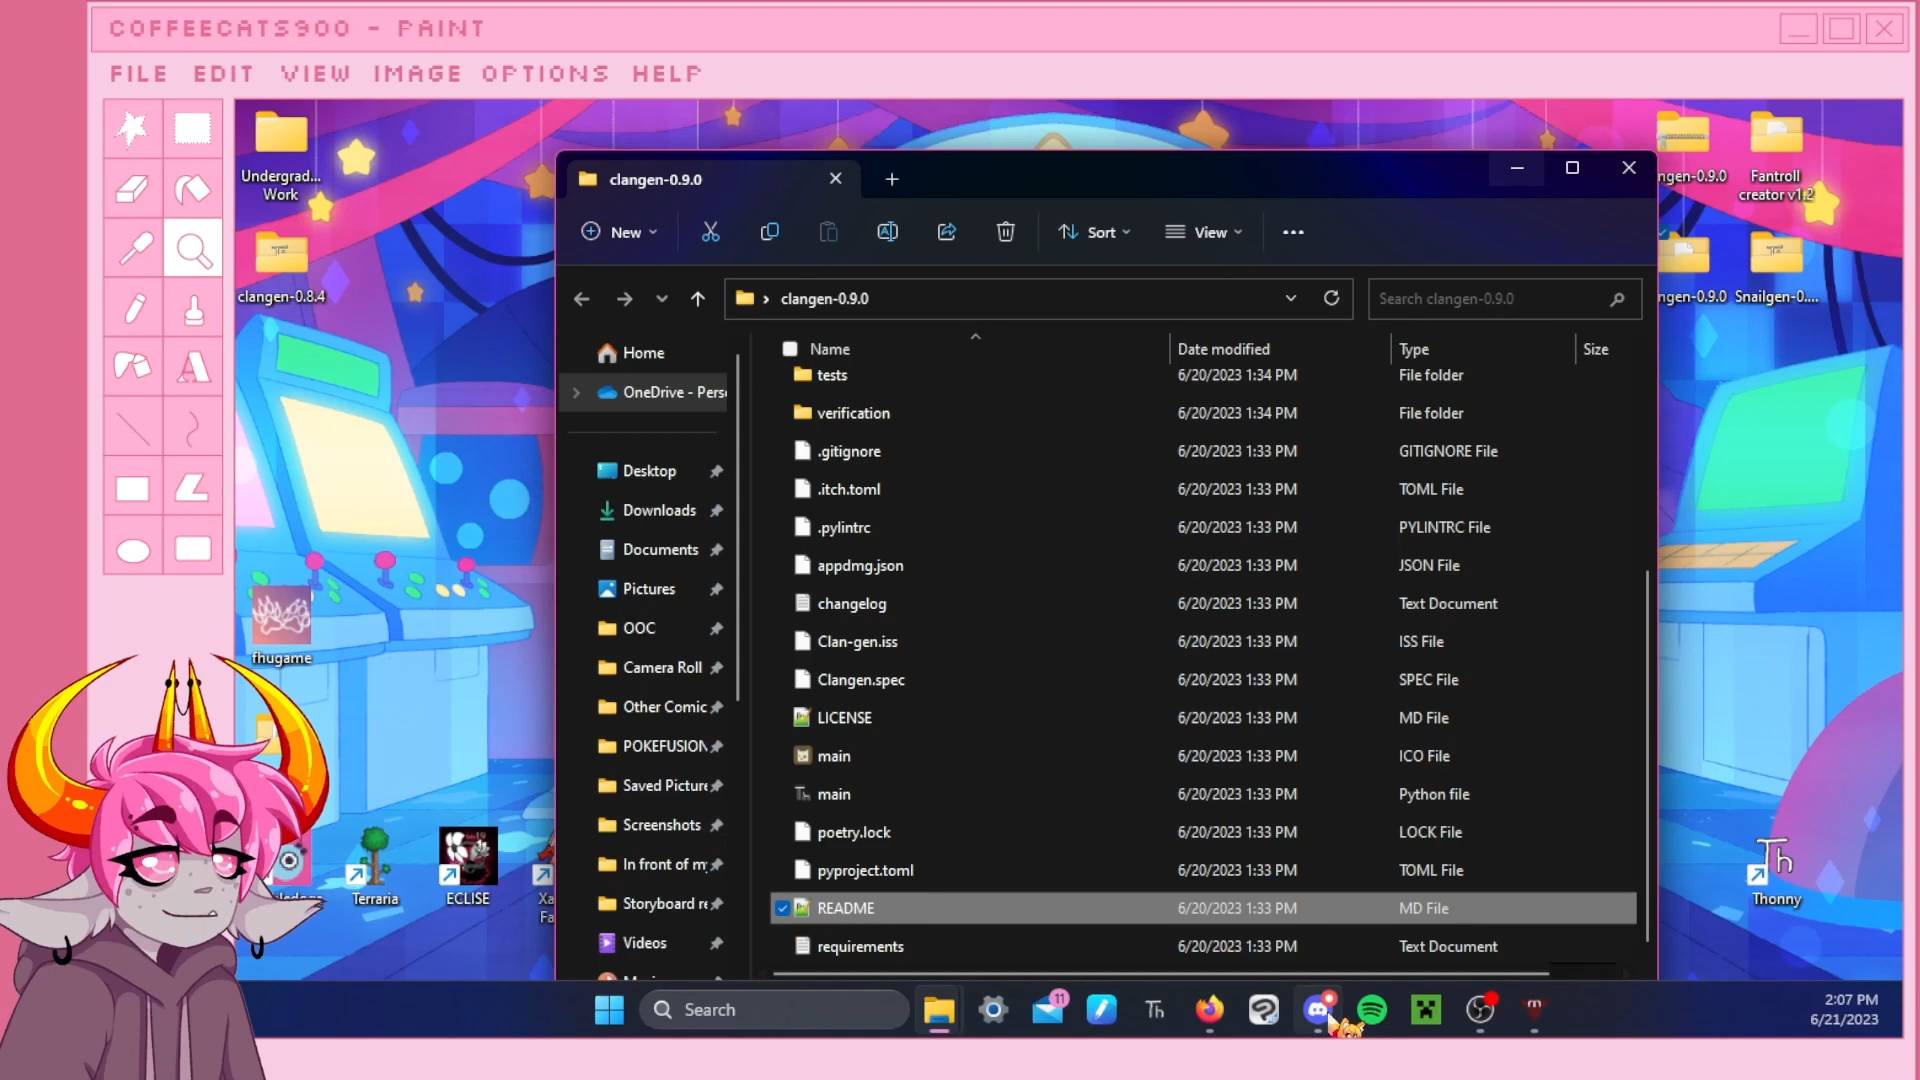 COFFEECATS900 - PAINT
FILE EDIT VIEW IMAGE OPTIONS HELP
Undergrad...
Work
clangen-0.8.4
fhugame
Terraria
ECLISE
Xa
Fa
ngen-0.9.0
Fantroll
creator v1.2
ngen-0.9.0
Snailgen-0....
Thonny
clangen-0.9.0
New
Sort
View
clangen-0.9.0
Search clangen-0.9.0
Home
OneDrive - Perso
Desktop
Downloads
Documents
Pictures
OOC
Camera Roll
Other Comic
POKEFUSION
Saved Picture
Screenshots
In front of my
Storyboard re
Videos
Name Date modified Type Size
tests 6/20/2023 1:34 PM File folder
verification 6/20/2023 1:34 PM File folder
.gitignore 6/20/2023 1:33 PM GITIGNORE File
.itch.toml 6/20/2023 1:33 PM TOML File
.pylintrc 6/20/2023 1:33 PM PYLINTRC File
appdmg.json 6/20/2023 1:33 PM JSON File
changelog 6/20/2023 1:33 PM Text Document
Clan-gen.iss 6/20/2023 1:33 PM ISS File
Clangen.spec 6/20/2023 1:33 PM SPEC File
LICENSE 6/20/2023 1:33 PM MD File
main 6/20/2023 1:33 PM ICO File
main 6/20/2023 1:33 PM Python file
poetry.lock 6/20/2023 1:33 PM LOCK File
pyproject.toml 6/20/2023 1:33 PM TOML File
README 6/20/2023 1:33 PM MD File
requirements 6/20/2023 1:33 PM Text Document
Search
11
2:07 PM
6/21/2023